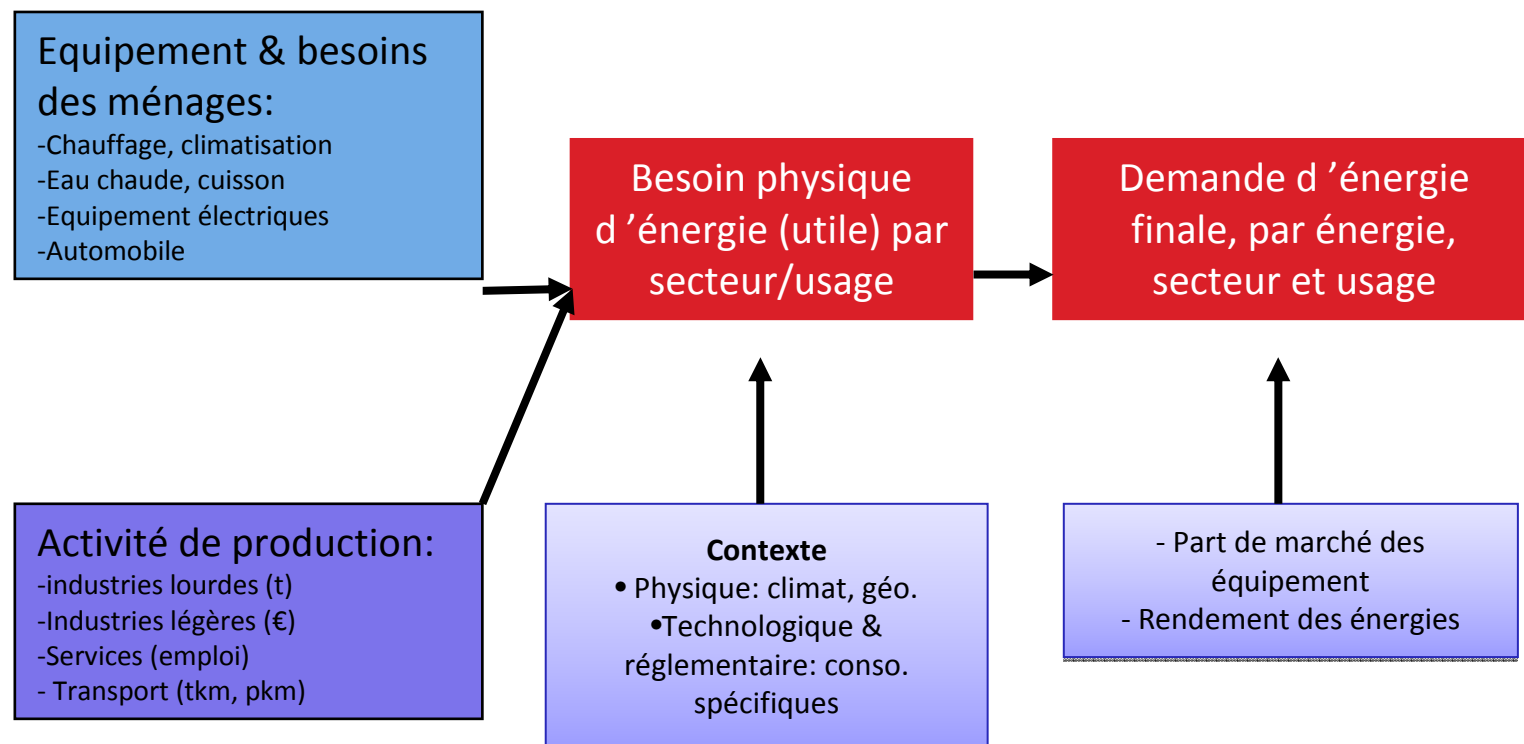 Equipement & besoins
des ménages:
-Chauffage, climatisation
-Eau chaude, cuisson
-Equipement électriques
-Automobile
Besoin physique
d ’énergie (utile) par
secteur/usage
Demande d ’énergie
finale, par énergie,
secteur et usage
Activité de production:
-industries lourdes (t)
-Industries légères (€)
-Services (emploi)
- Transport (tkm, pkm)
Contexte
• Physique: climat, géo.
•Technologique &
réglementaire: conso.
spécifiques
- Part de marché des
équipement
- Rendement des énergies